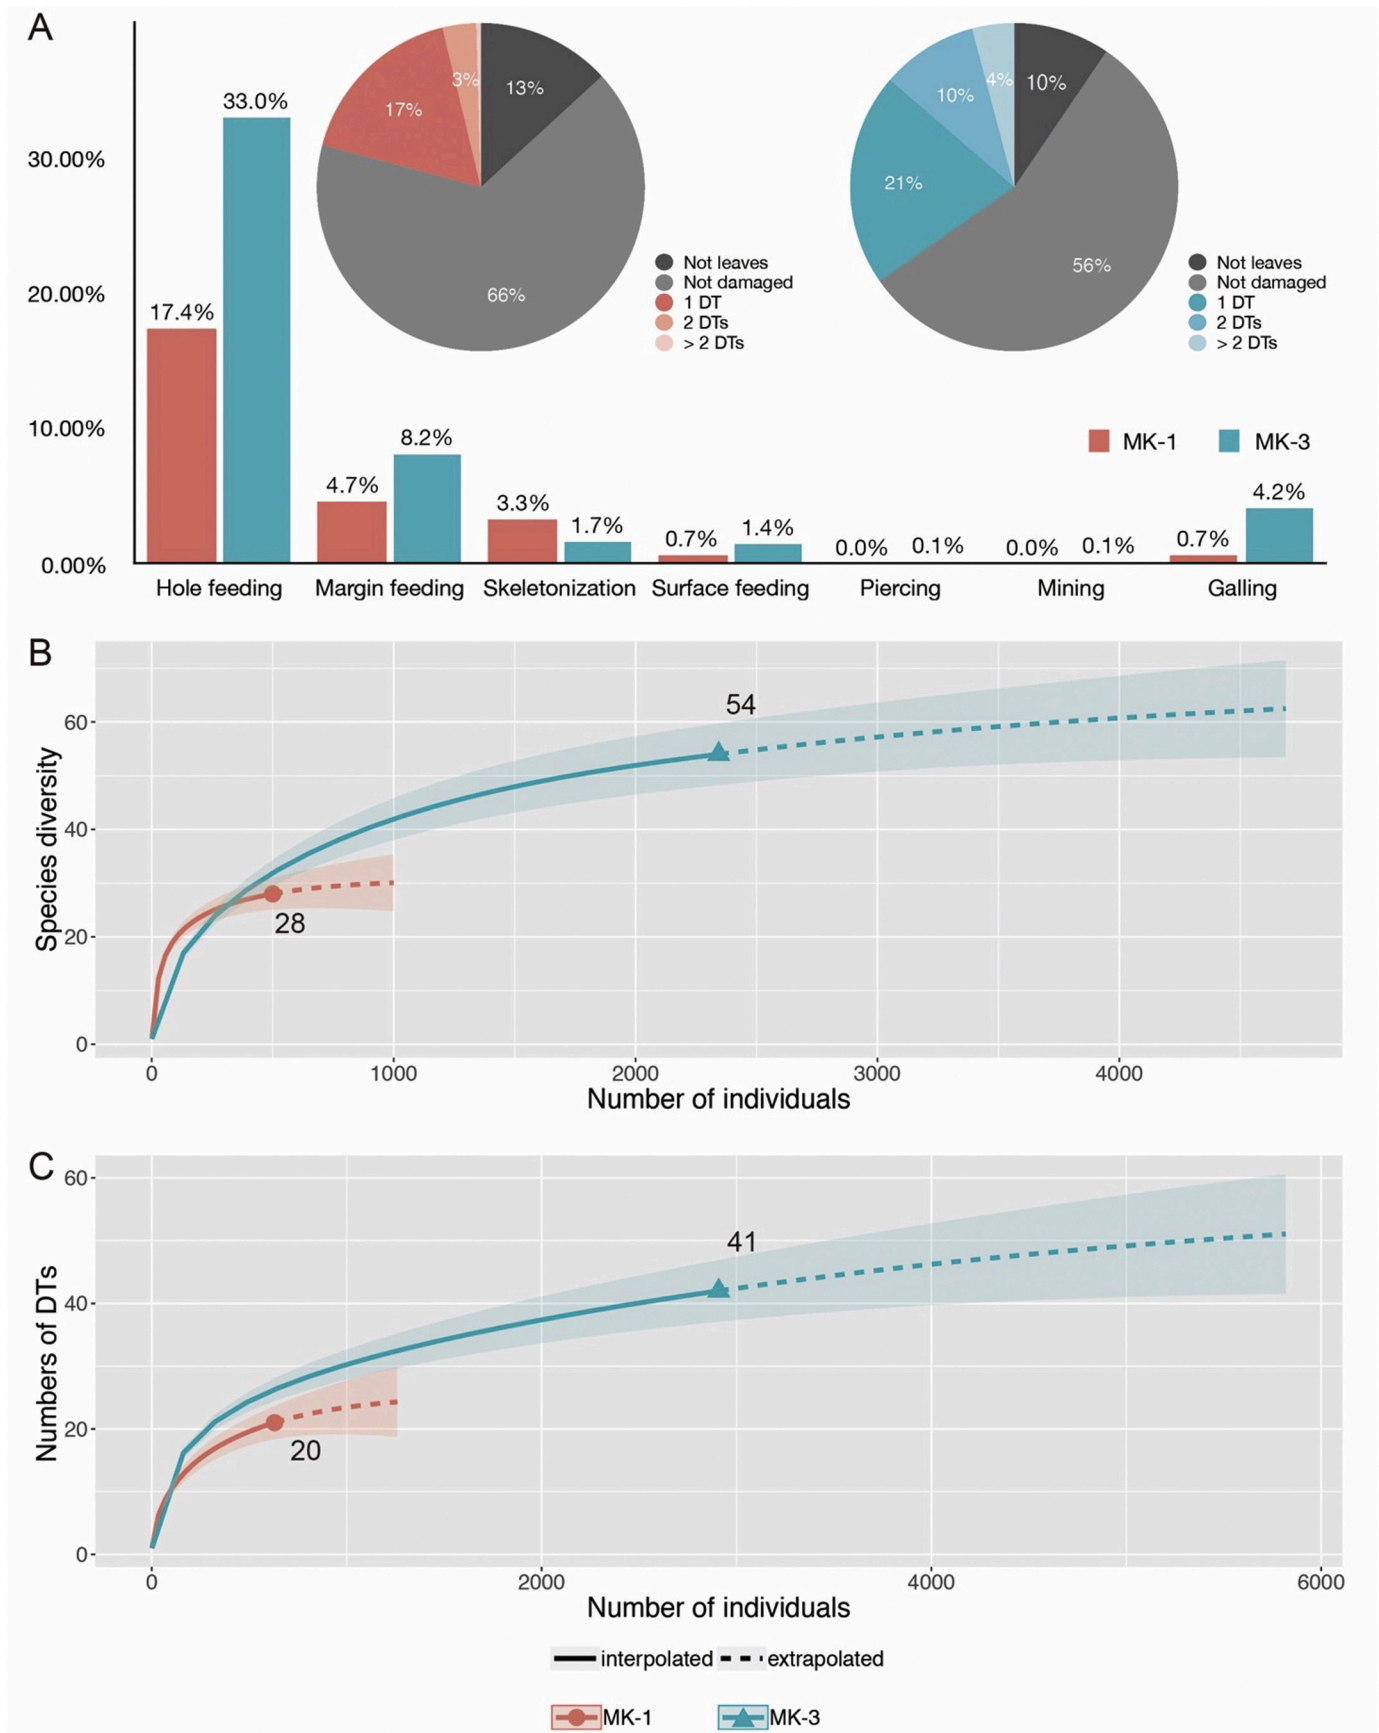 A
33.0%
30.00%
20.00%
17.4%
10.00%
0.00%
4.7%
8.2%
3.3%
1.7%
0.7%
1.4%
0.0%
0.1%
0.0%
0.1%
0.7%
4.2%
Hole feeding
Margin feeding
Skeletonization
Surface feeding
Piercing
Mining
Galling
17%
3%
13%
66%
Not leaves
Not damaged
1 DT
2 DTs
> 2 DTs
21%
10%
4%
10%
56%
Not leaves
Not damaged
1 DT
2 DTs
> 2 DTs
MK-1
MK-3
B
Species diversity
60
40
20
0
54
28
0
1000
2000
3000
4000
Number of individuals
C
Numbers of DTs
60
40
20
0
41
20
0
2000
4000
6000
Number of individuals
interpolated
extrapolated
MK-1
MK-3